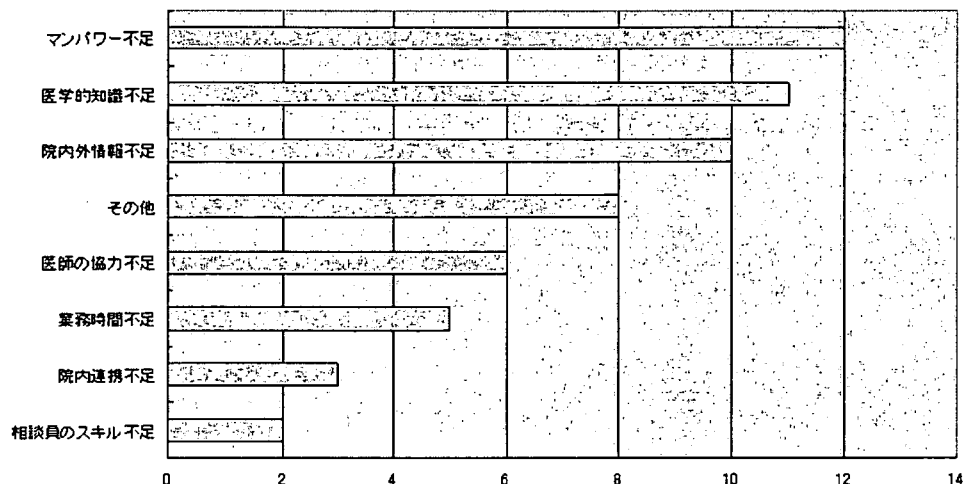 マンパワー不足
医学的知識不足
院内外情報不足
その他
医師の協力不足
業務時間不足
院内連携不足
相談員のスキル不足
0 2 4 6 8 10 12 14